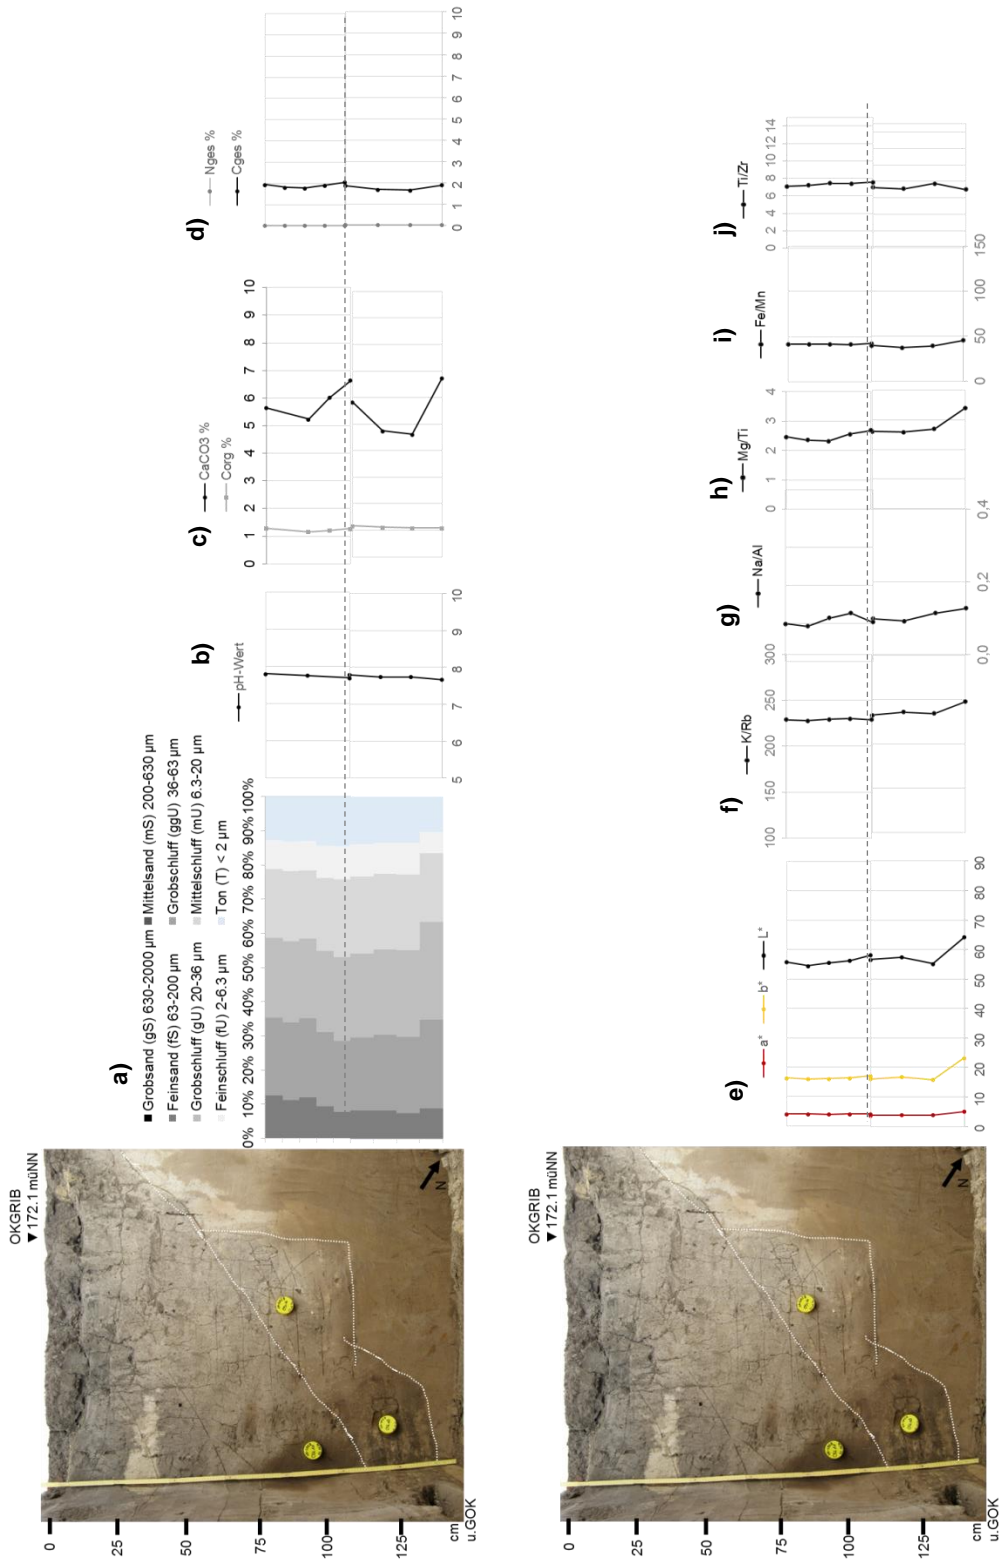 OKGRIB
▼172.1 müNN
0
25
50
75
100
125
cm
u.GOK
N
a)
Grobsand (gS) 630-2000 µm
Mittelsand (mS) 200-630 µm
Feinsand (fS) 63-200 µm
Grobschluff (ggU) 36-63 µm
Grobschluff (gU) 20-36 µm
Mittelschluff (mU) 6.3-20 µm
Feinschluff (fU) 2-6.3 µm
Ton (T) < 2 µm
0% 10% 20% 30% 40% 50% 60% 70% 80% 90% 100%
b)
pH-Wert
5 6 7 8 9 10
c)
CaCO3 %
Corg %
0 1 2 3 4 5 6 7 8 9 10
d)
Nges %
Cges %
0 1 2 3 4 5 6 7 8 9 10
OKGRIB
▼172.1 müNN
0
25
50
75
100
125
cm
u.GOK
N
e)
a* b* L*
0 10 20 30 40 50 60 70 80 90
f)
K/Rb
100 150 200 250 300
g)
Na/Al
0,0 0,2 0,4
h)
Mg/Ti
0 1 2 3 4
i)
Fe/Mn
0 50 100 150
j)
Ti/Zr
0 2 4 6 8 10 12 14